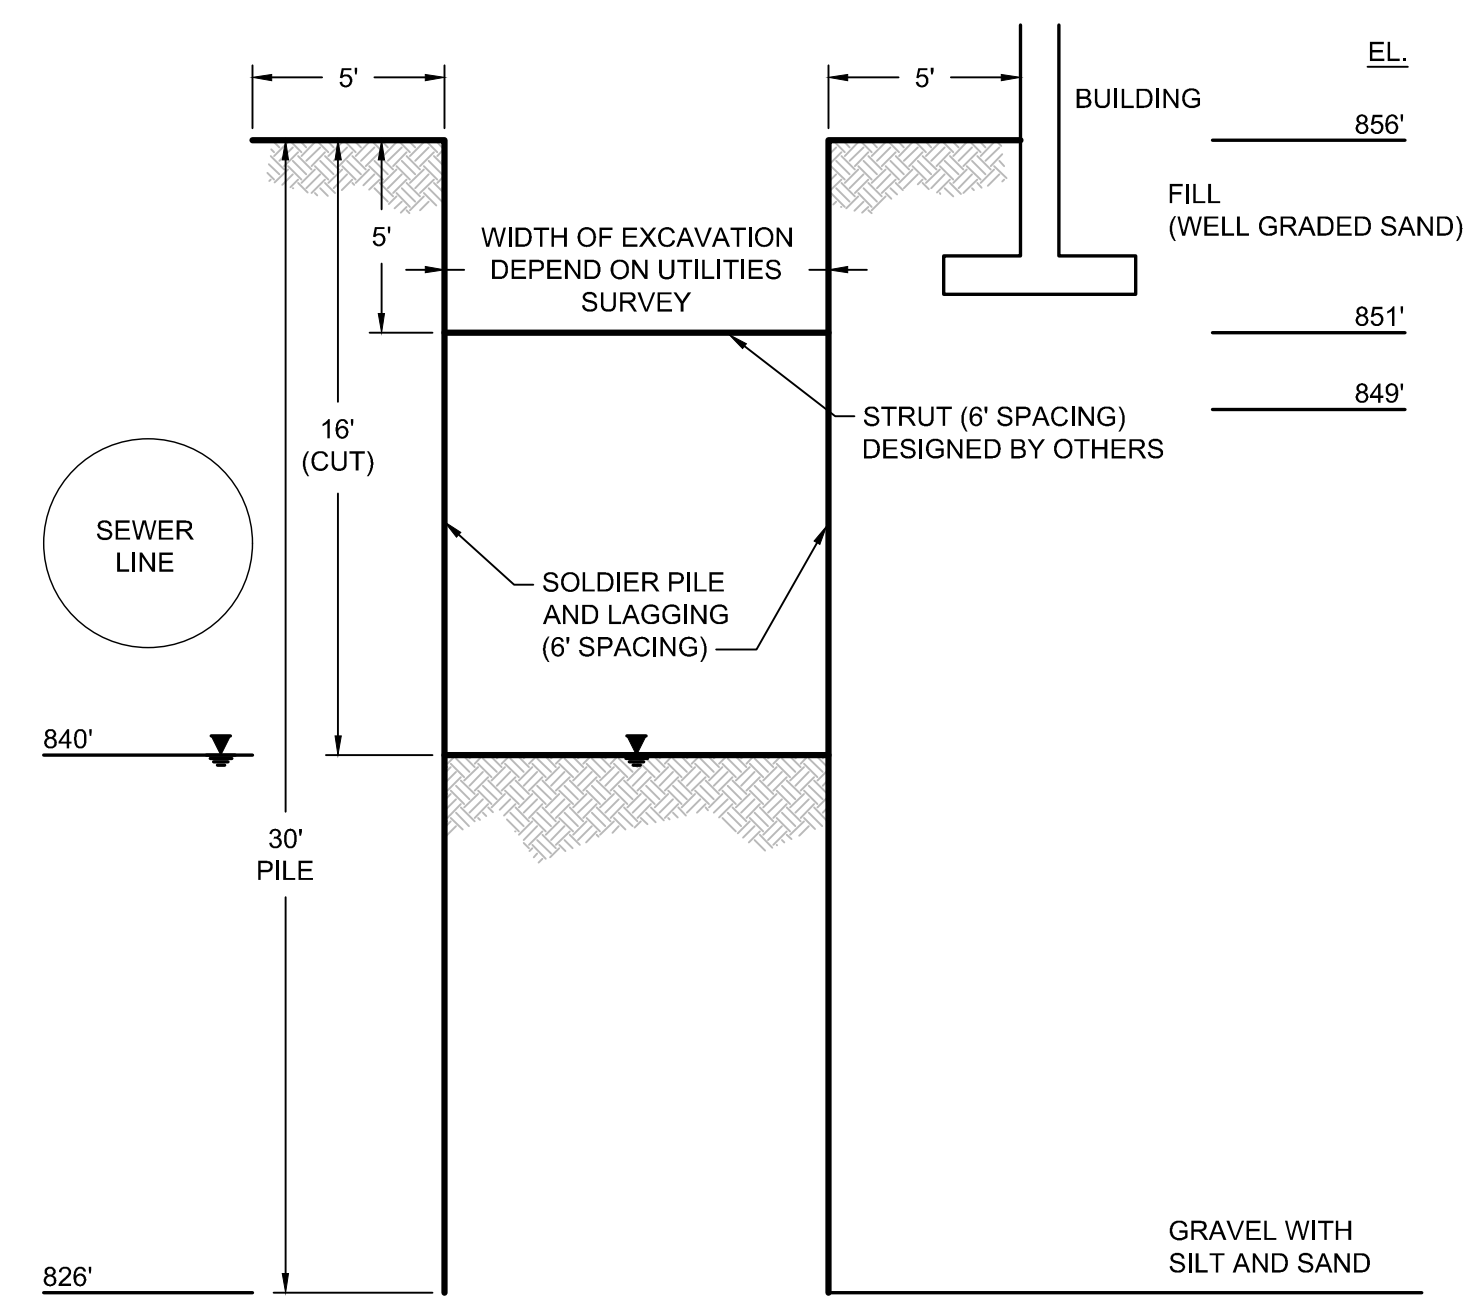 5'
5'
EL.
BUILDING
856'
FILL
(WELL GRADED SAND)
5'
WIDTH OF EXCAVATION
DEPEND ON UTILITIES
SURVEY
851'
849'
STRUT (6' SPACING)
DESIGNED BY OTHERS
16'
(CUT)
SEWER
LINE
SOLDIER PILE
AND LAGGING
(6' SPACING)
840'
30'
PILE
GRAVEL WITH
SILT AND SAND
826'